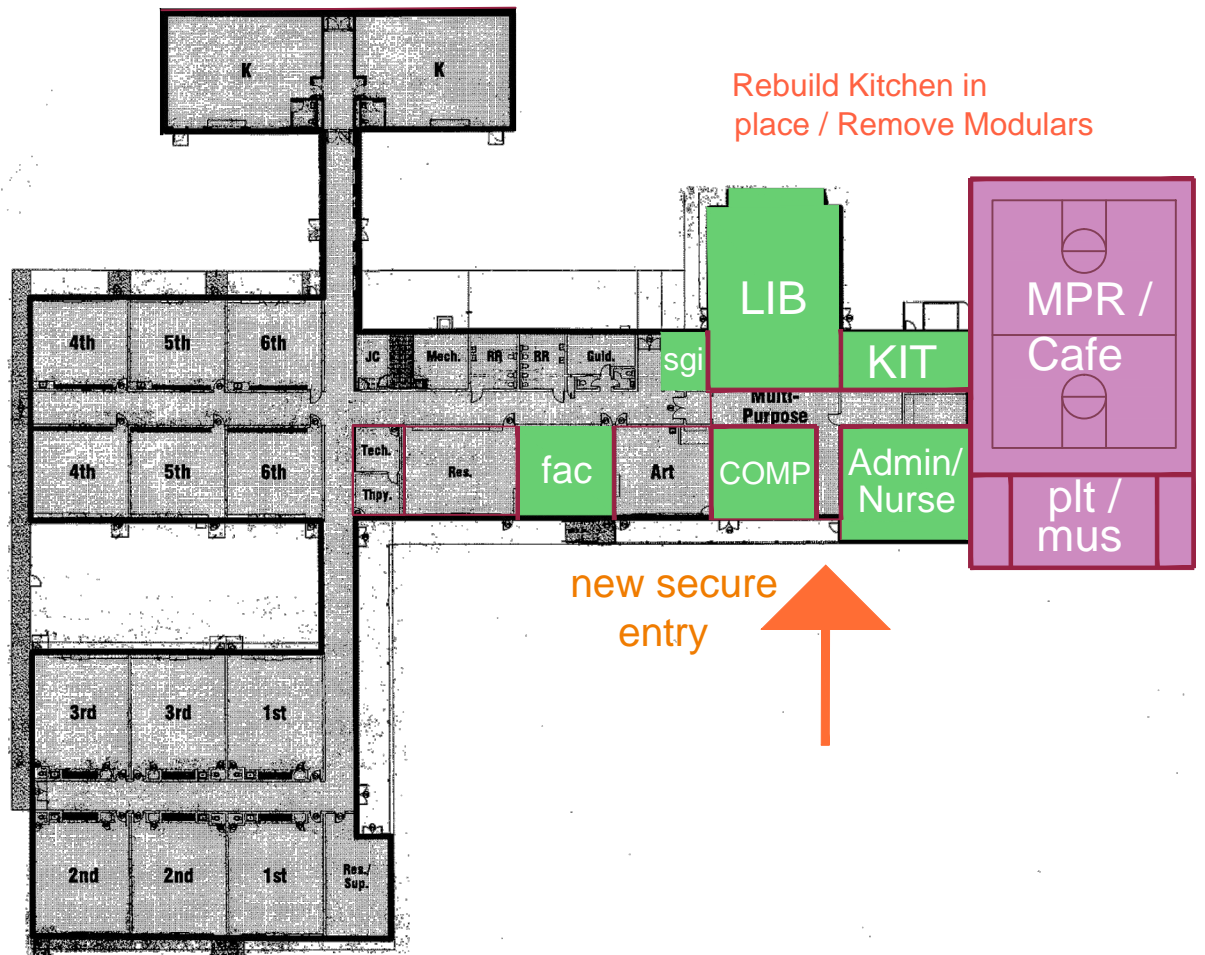 K
K
Rebuild Kitchen in
place / Remove Modulars
LIB
MPR /
Cafe
4th
5th
6th
JC
Mech.
RR
RR
Guid.
sgi
KIT
Multi-
Purpose
4th
5th
6th
Tech.
Thpy.
Res.
fac
Art
COMP
Admin/
Nurse
plt /
mus
new secure
entry
3rd
3rd
1st
2nd
2nd
1st
Res./
Sup.